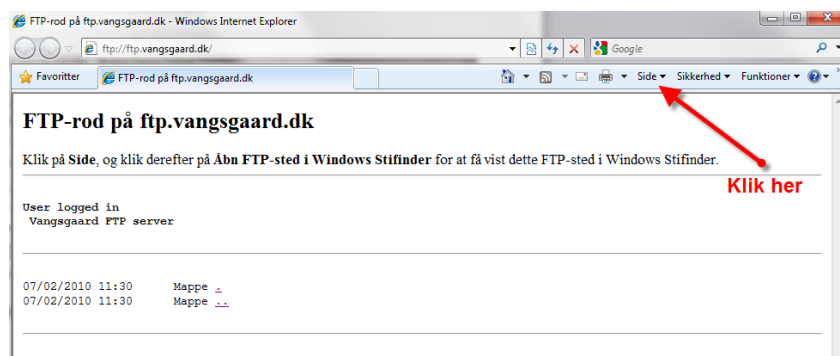 FTP-rod på ftp.vangsgaard.dk - Windows Internet Explorer
ftp://ftp.vangsgaard.dk/
Google
Favoritter
FTP-rod på ftp.vangsgaard.dk
Side
Sikkerhed
Funktioner
FTP-rod på ftp.vangsgaard.dk
Klik på Side, og klik derefter på Åbn FTP-sted i Windows Stifinder for at få vist dette FTP-sted i Windows Stifinder.
Klik her
User logged in
Vangsgaard FTP server
07/02/2010 11:30 Mappe .
07/02/2010 11:30 Mappe ..